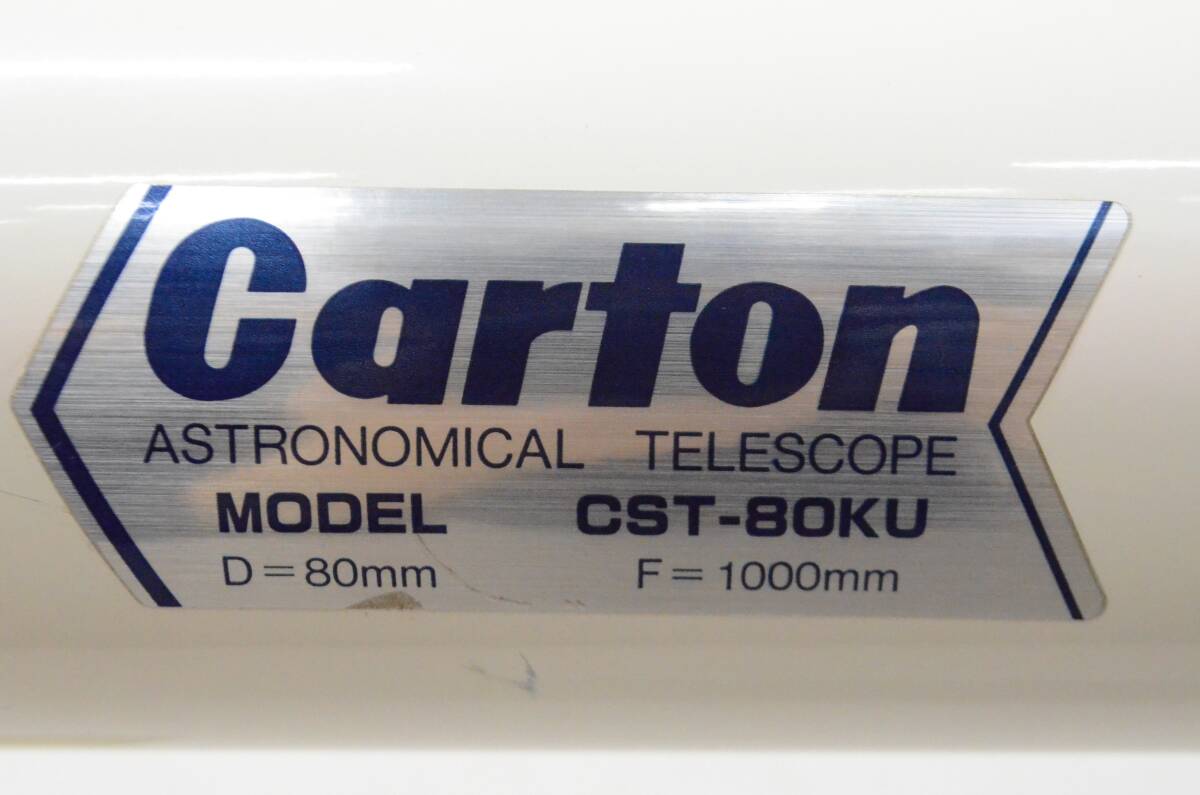 Carton
ASTRONOMICAL TELESCOPE
MODEL CST-80KU
D=80mm F=1000mm